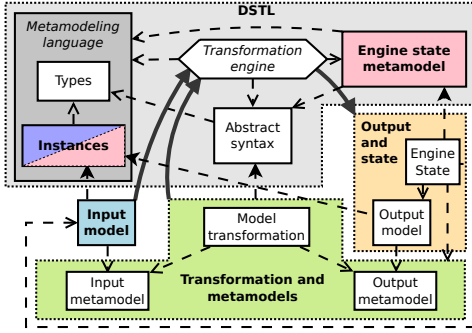 DSTL
Metamodeling
language
Transformation
engine
Engine state
metamodel
Types
Abstract
syntax
Instances
Output
and
state
Engine
State
Input
model
Model
transformation
Output
model
Input
metamodel
Transformation and
metamodels
Output
metamodel